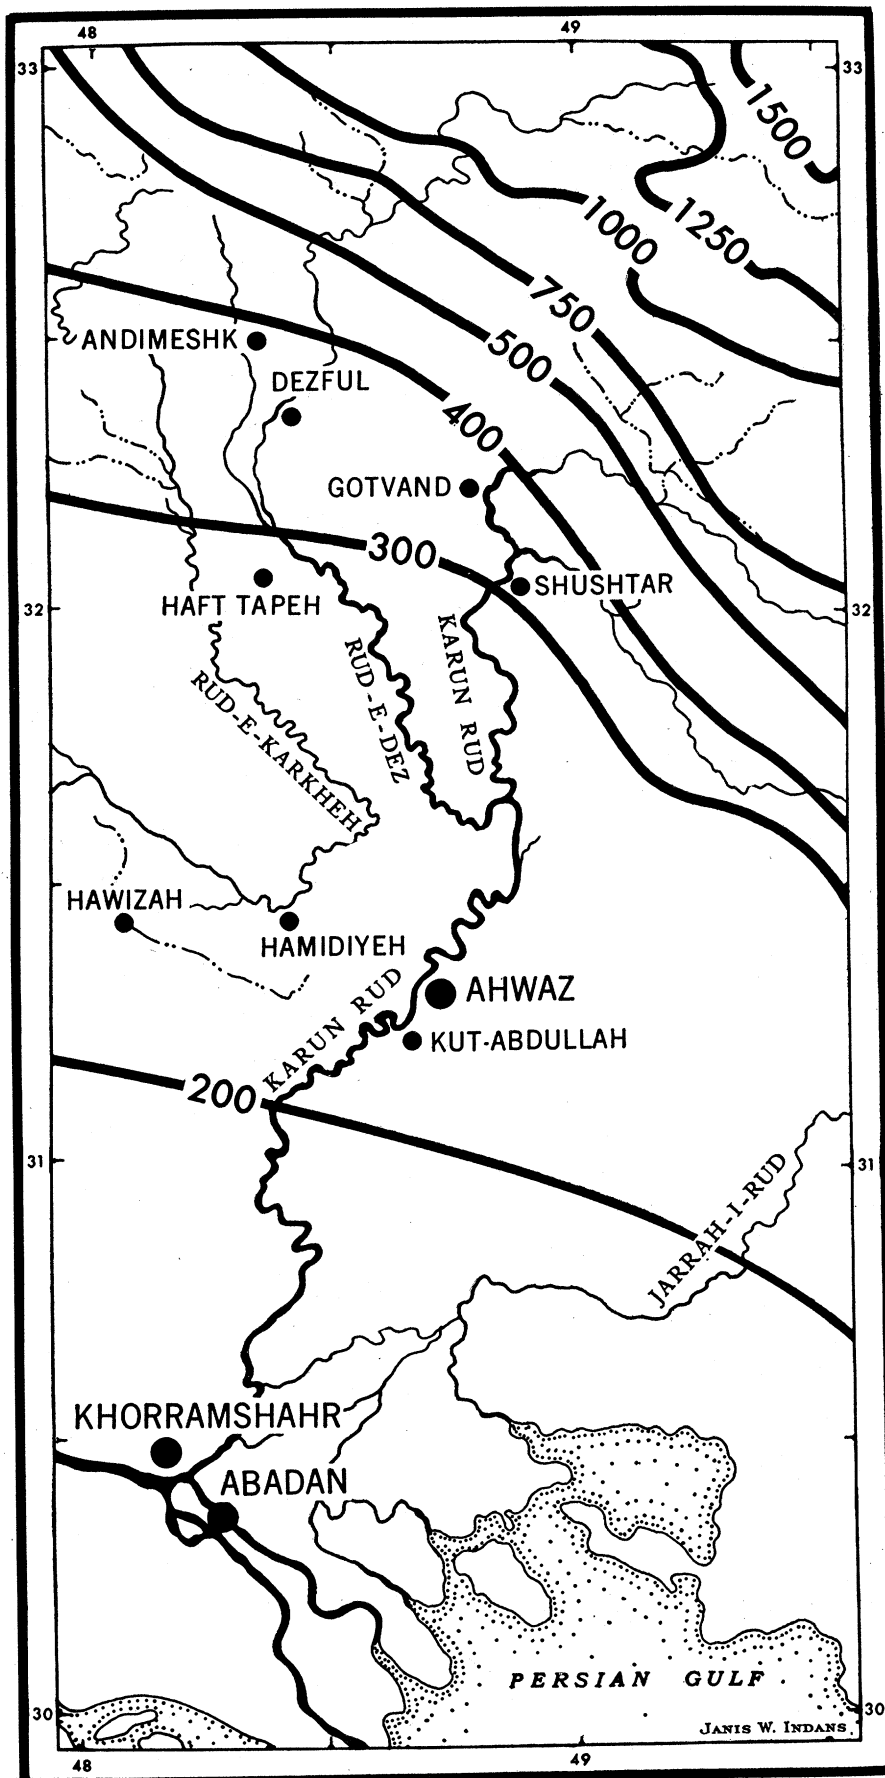 48
49
33
33
1500
1250
1000
750
500
400
ANDIMESHK
DEZFUL
GOTVAND
300
SHUSHTAR
HAFT TAPEH
32
32
KARUN RUD
RUD-E-DEZ
RUD-E-KARKHEH
HAWIZAH
HAMIDIYEH
AHWAZ
KARUN RUD
KUT-ABDULLAH
200
31
31
JARRAH-I-RUD
KHORRAMSHAHR
ABADAN
PERSIAN GULF
30
30
JANIS W. INDANS
48
49